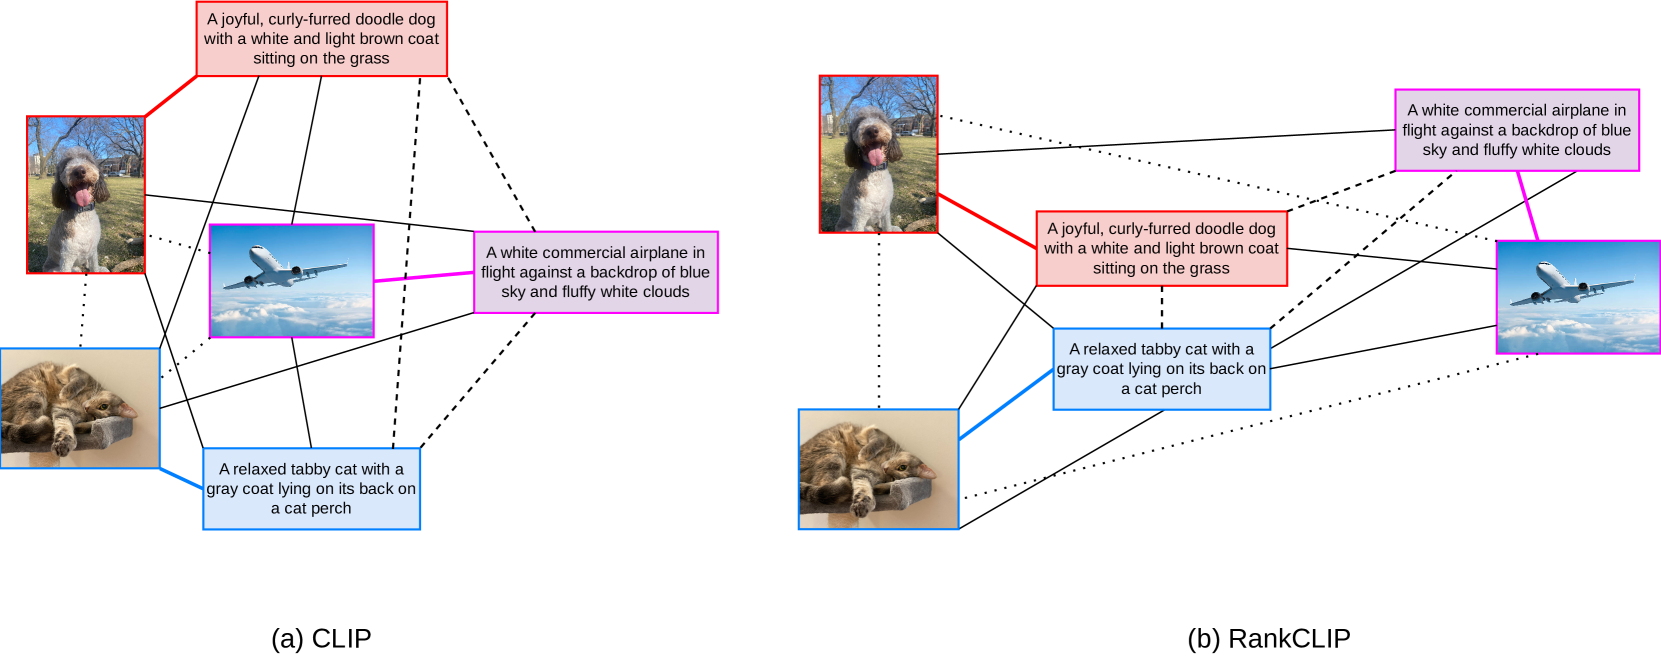 A joyful, curly-furred doodle dog
with a white and light brown coat
sitting on the grass
A white commercial airplane in
flight against a backdrop of blue
sky and fluffy white clouds
A relaxed tabby cat with a
gray coat lying on its back on
a cat perch
(a) CLIP
A white commercial airplane in
flight against a backdrop of blue
sky and fluffy white clouds
A joyful, curly-furred doodle dog
with a white and light brown coat
sitting on the grass
A relaxed tabby cat with a
gray coat lying on its back on
a cat perch
(b) RankCLIP